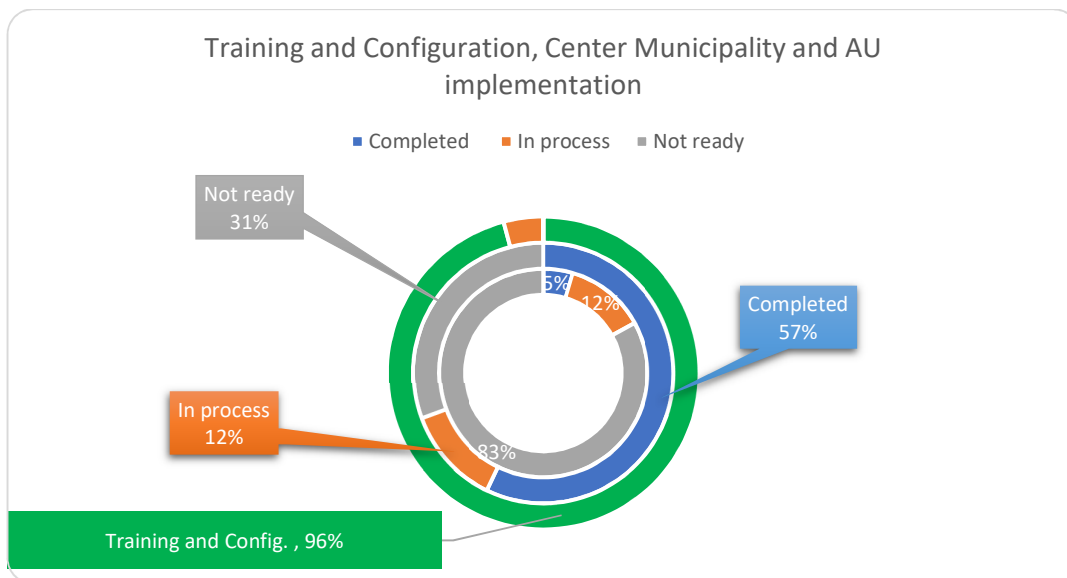 Training and Configuration, Center Municipality and AU
implementation
Completed
In process
Not ready
Not ready
31%
5%
12%
Completed
57%
In process
12%
83%
Training and Config. , 96%